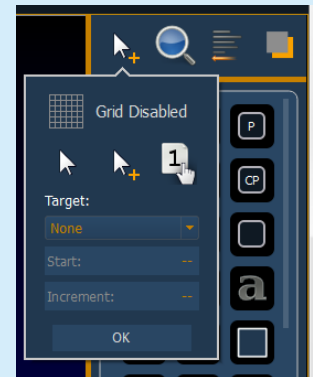 Grid Disabled
P
1
CP
Target:
None
Start: --
a
Increment: --
OK